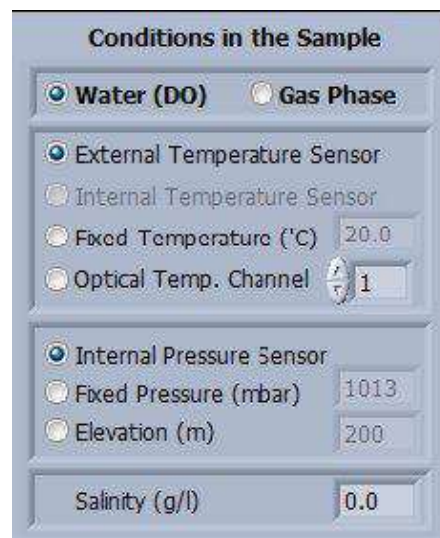 Conditions in the Sample
Water (DO) Gas Phase
External Temperature Sensor
Internal Temperature Sensor
Fixed Temperature (°C) 20.0
Optical Temp. Channel 1
Internal Pressure Sensor
Fixed Pressure (mbar) 1013
Elevation (m) 200
Salinity (g/l) 0.0